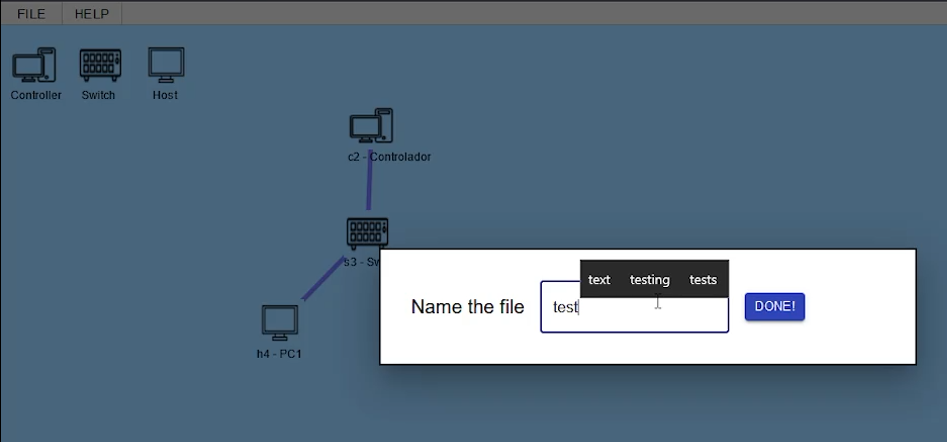 FILE HELP
Controller Switch Host
c2 - Controlador
s3 - Sw
h4 - PC1
text testing tests
Name the file test DONE!